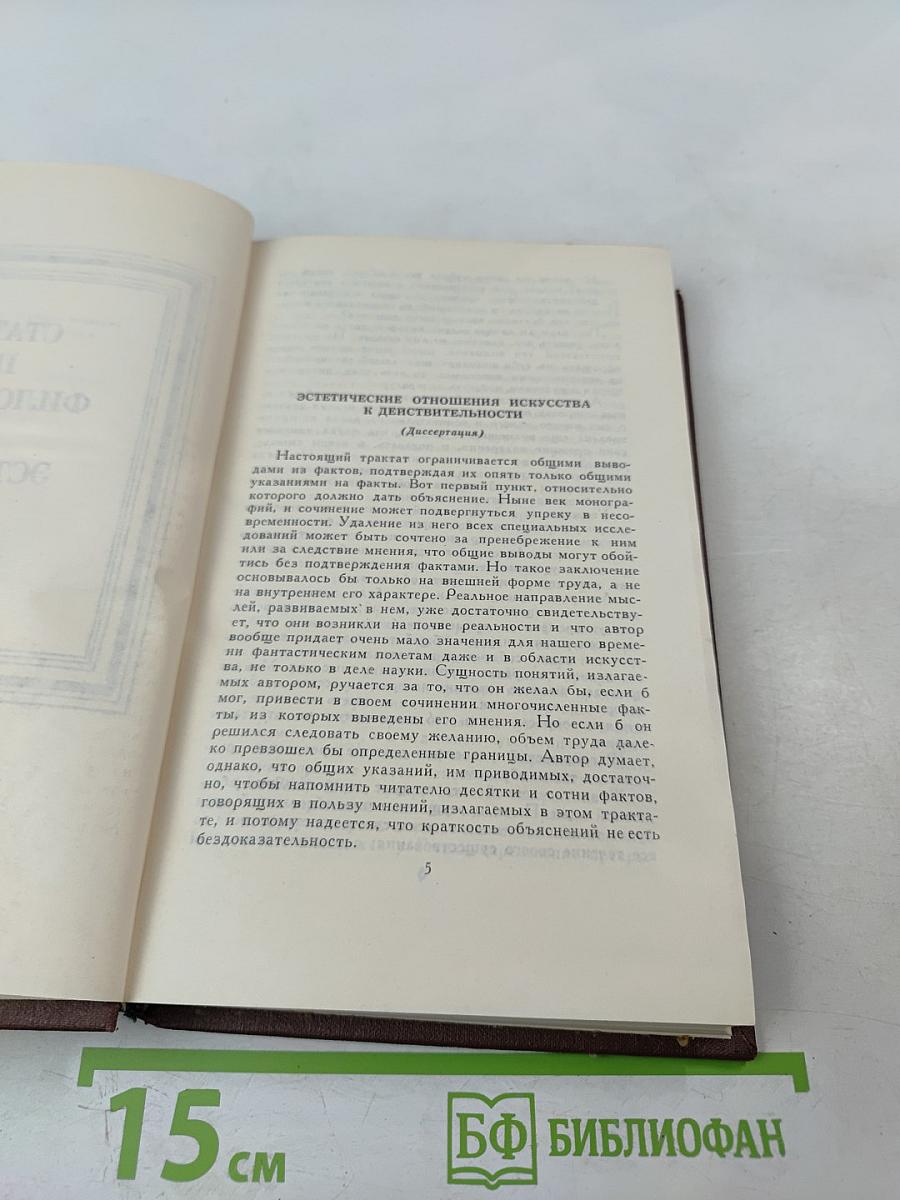 ЭСТЕТИЧЕСКИЕ ОТНОШЕНИЯ ИСКУССТВА
К ДЕЙСТВИТЕЛЬНОСТИ
(Диссертация)
Настоящий трактат ограничивается общими выво-
дами из фактов, подтверждая их опять только общими
указаниями на факты. Вот первый пункт, относительно
которого должно дать объяснение. Ныне век моногра-
фий, и сочинение может подвергнуться упреку в несо-
временности. Удаление из него всех специальных иссле-
дований может быть сочтено за пренебрежение к ним
или за следствие мнения, что общие выводы могут обой-
тись без подтверждения фактами. Но такое заключение
основывалось бы только на внешней форме труда, а не
на внутреннем его характере. Реальное направление мыс-
лей, развиваемых в нем, уже достаточно свидетельству-
ет, что они возникли на почве реальности и что автор
вообще придает очень мало значения для нашего време-
ни фантастическим полетам даже и в области искусст-
ва, не только в деле науки. Сущность понятий, излагае-
мых автором, ручается за то, что он желал бы, если б
мог, привести в своем сочинении многочисленные фак-
ты, из которых выведены его мнения. Но если б он
решился следовать своему желанию, объем труда дале-
ко превзошел бы определенные границы. Автор думает,
однако, что общих указаний, им приводимых, достаточ-
но, чтобы напомнить читателю десятки и сотни фактов,
говорящих в пользу мнений, излагаемых в этом тракта-
те, и потому надеется, что краткость объяснений не есть
бездоказательность.
5
15 см
БФ БИБЛИОФАН